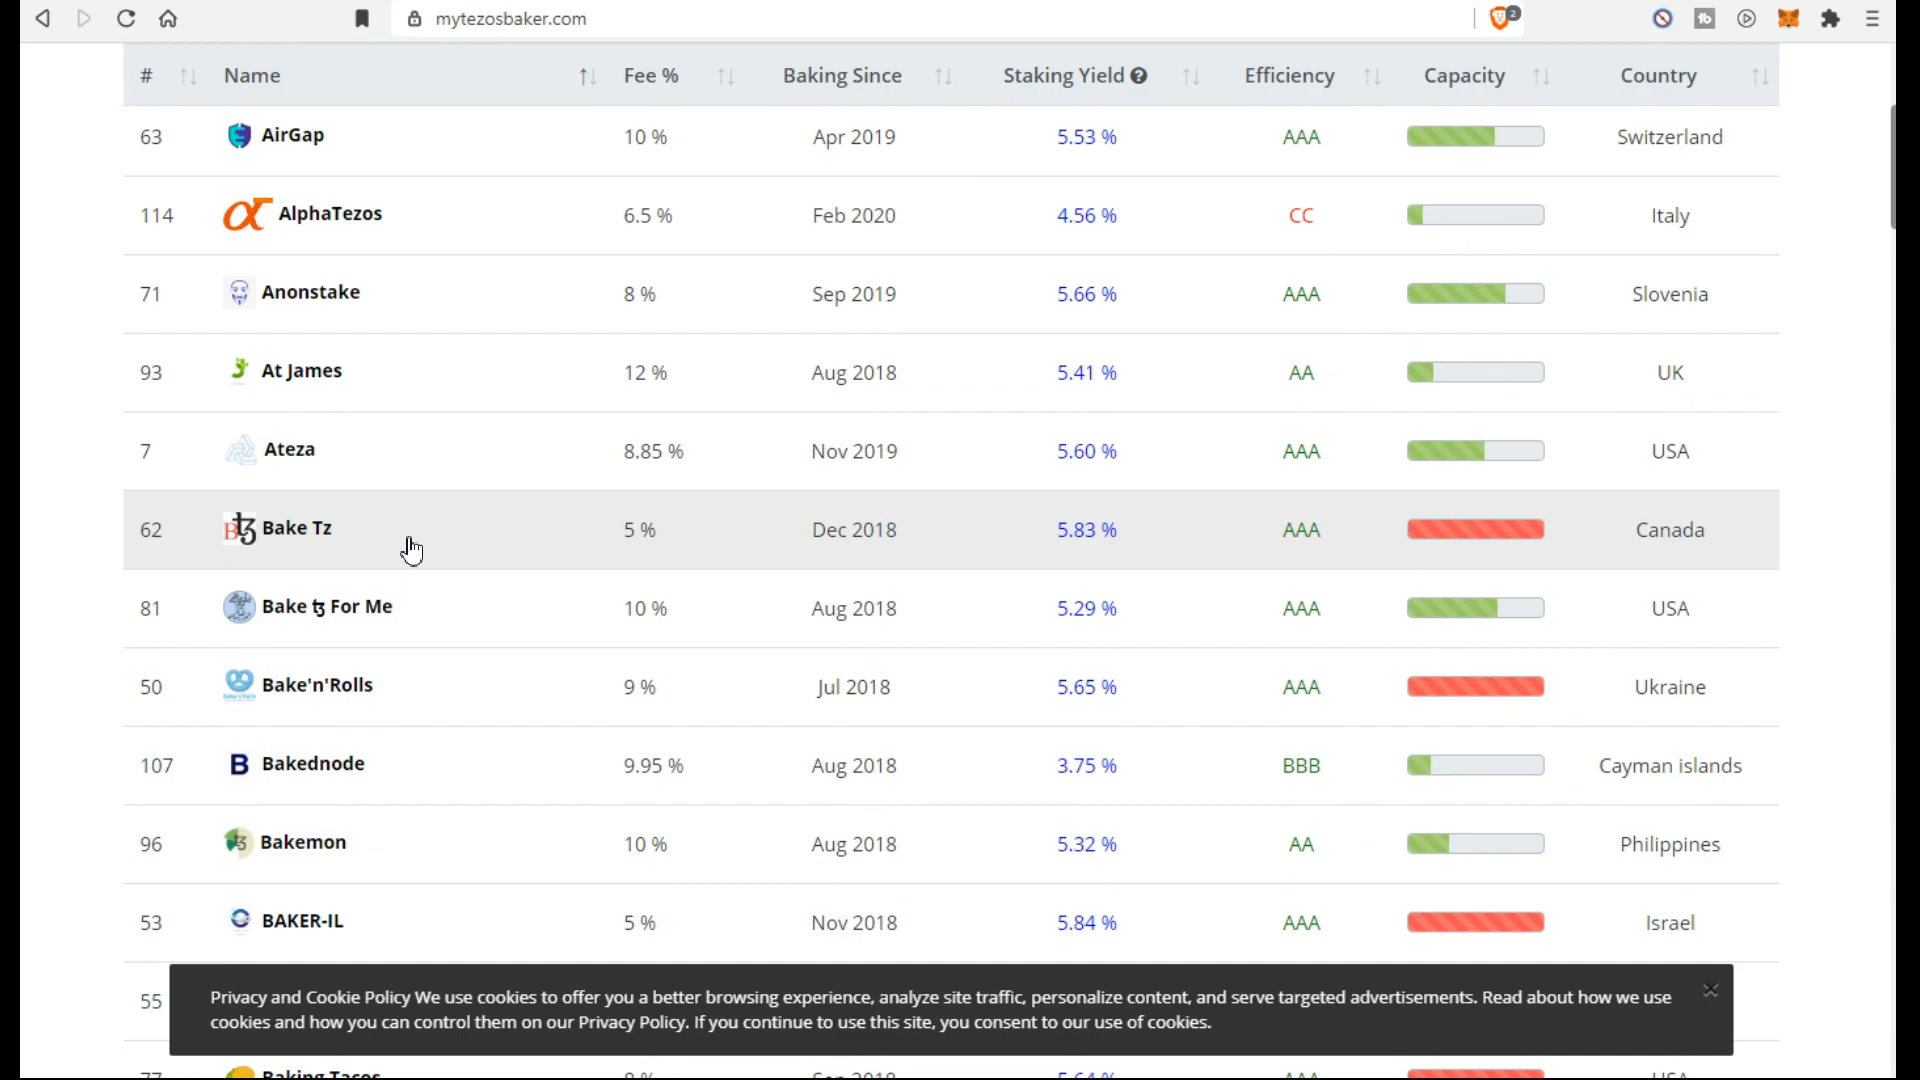 mytezosbaker.com 2
# Name Fee % Baking Since Staking Yield Efficiency Capacity Country
63 AirGap 10 % Apr 2019 5.53 % AAA Switzerland
114 AlphaTezos 6.5 % Feb 2020 4.56 % CC Italy
71 Anonstake 8 % Sep 2019 5.66 % AAA Slovenia
93 At James 12 % Aug 2018 5.41 % AA UK
7 Ateza 8.85 % Nov 2019 5.60 % AAA USA
62 Bake Tz 5 % Dec 2018 5.83 % AAA Canada
81 Bake ꜩ For Me 10 % Aug 2018 5.29 % AAA USA
50 Bake'n'Rolls 9 % Jul 2018 5.65 % AAA Ukraine
107 B Bakednode 9.95 % Aug 2018 3.75 % BBB Cayman islands
96 Bakemon 10 % Aug 2018 5.32 % AA Philippines
53 BAKER-IL 5 % Nov 2018 5.84 % AAA Israel
55
Privacy and Cookie Policy We use cookies to offer you a better browsing experience, analyze site traffic, personalize content, and serve targeted advertisements. Read about how we use
cookies and how you can control them on our Privacy Policy. If you continue to use this site, you consent to our use of cookies.
Baking Tacos